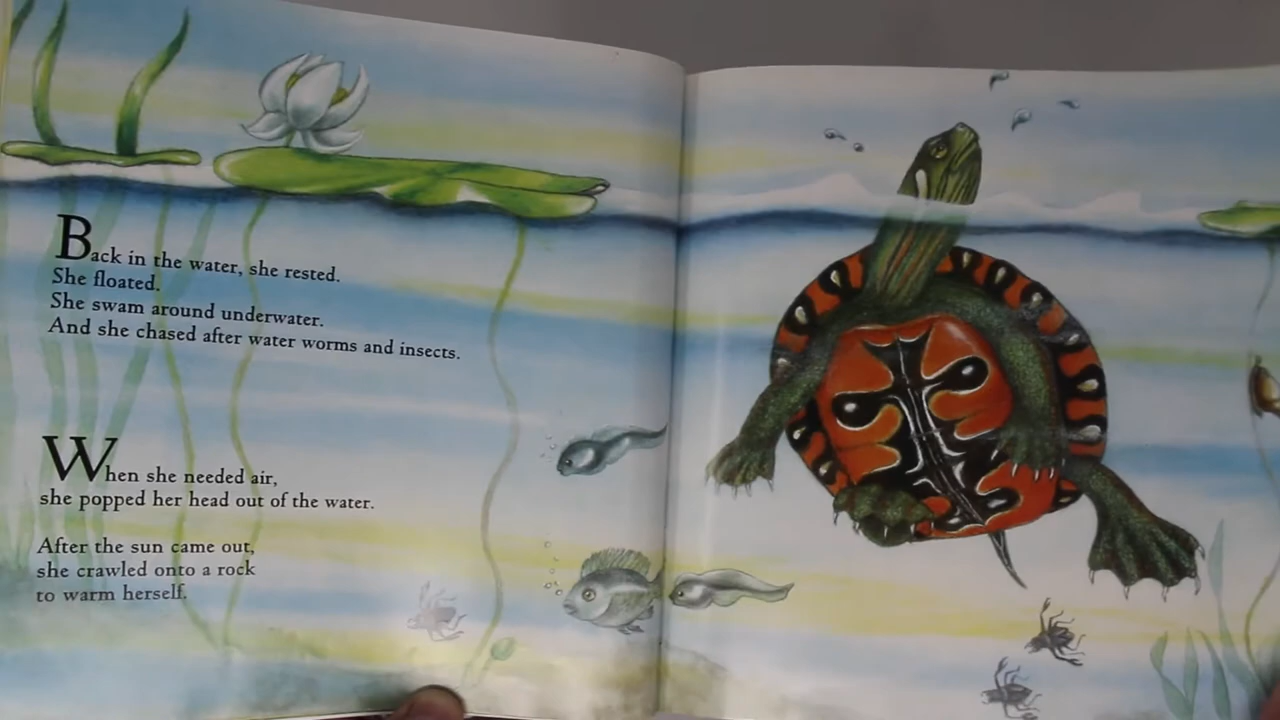 Back in the water, she rested.
She floated.
She swam around underwater.
And she chased after water worms and insects.
When she needed air,
she popped her head out of the water.
After the sun came out,
she crawled onto a rock
to warm herself.